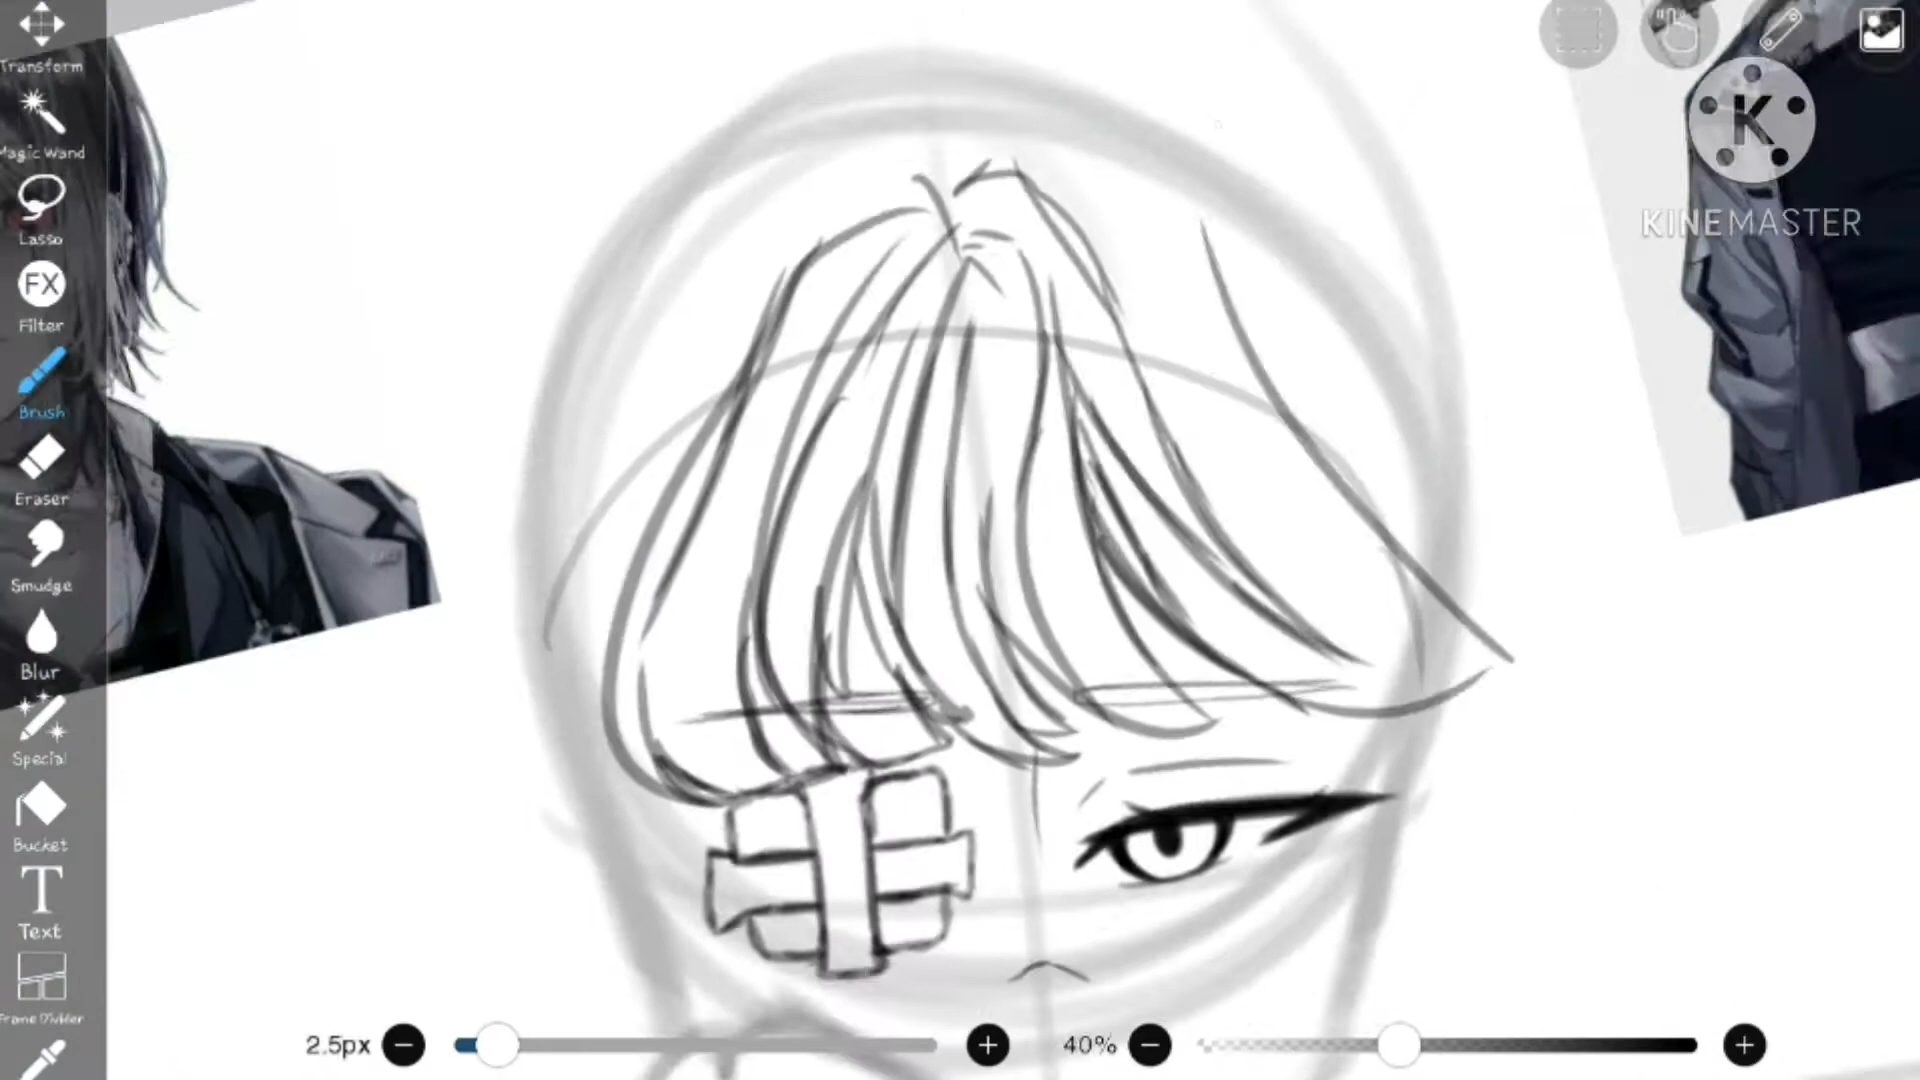 Transform
Magic Wand
Lasso
FX
Filter
Brush
Eraser
Smudge
Blur
Special
Bucket
T
Text
Frame Divider
K
KINEMASTER
2.5px
40%